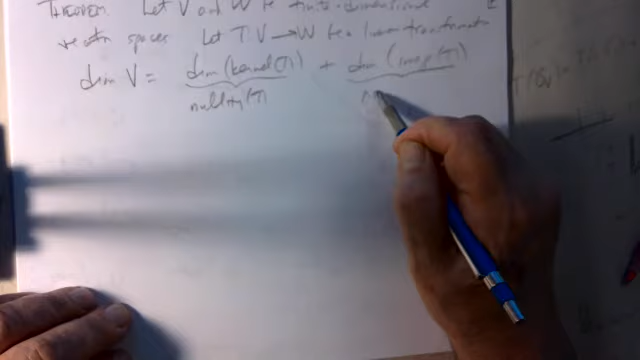 THEOREM. Let V and W be finite-dimensional
vector spaces Let T: V→W be a linear transformation
dim V = dim (kernel(T)) + dim (image(T))
nullity(T)